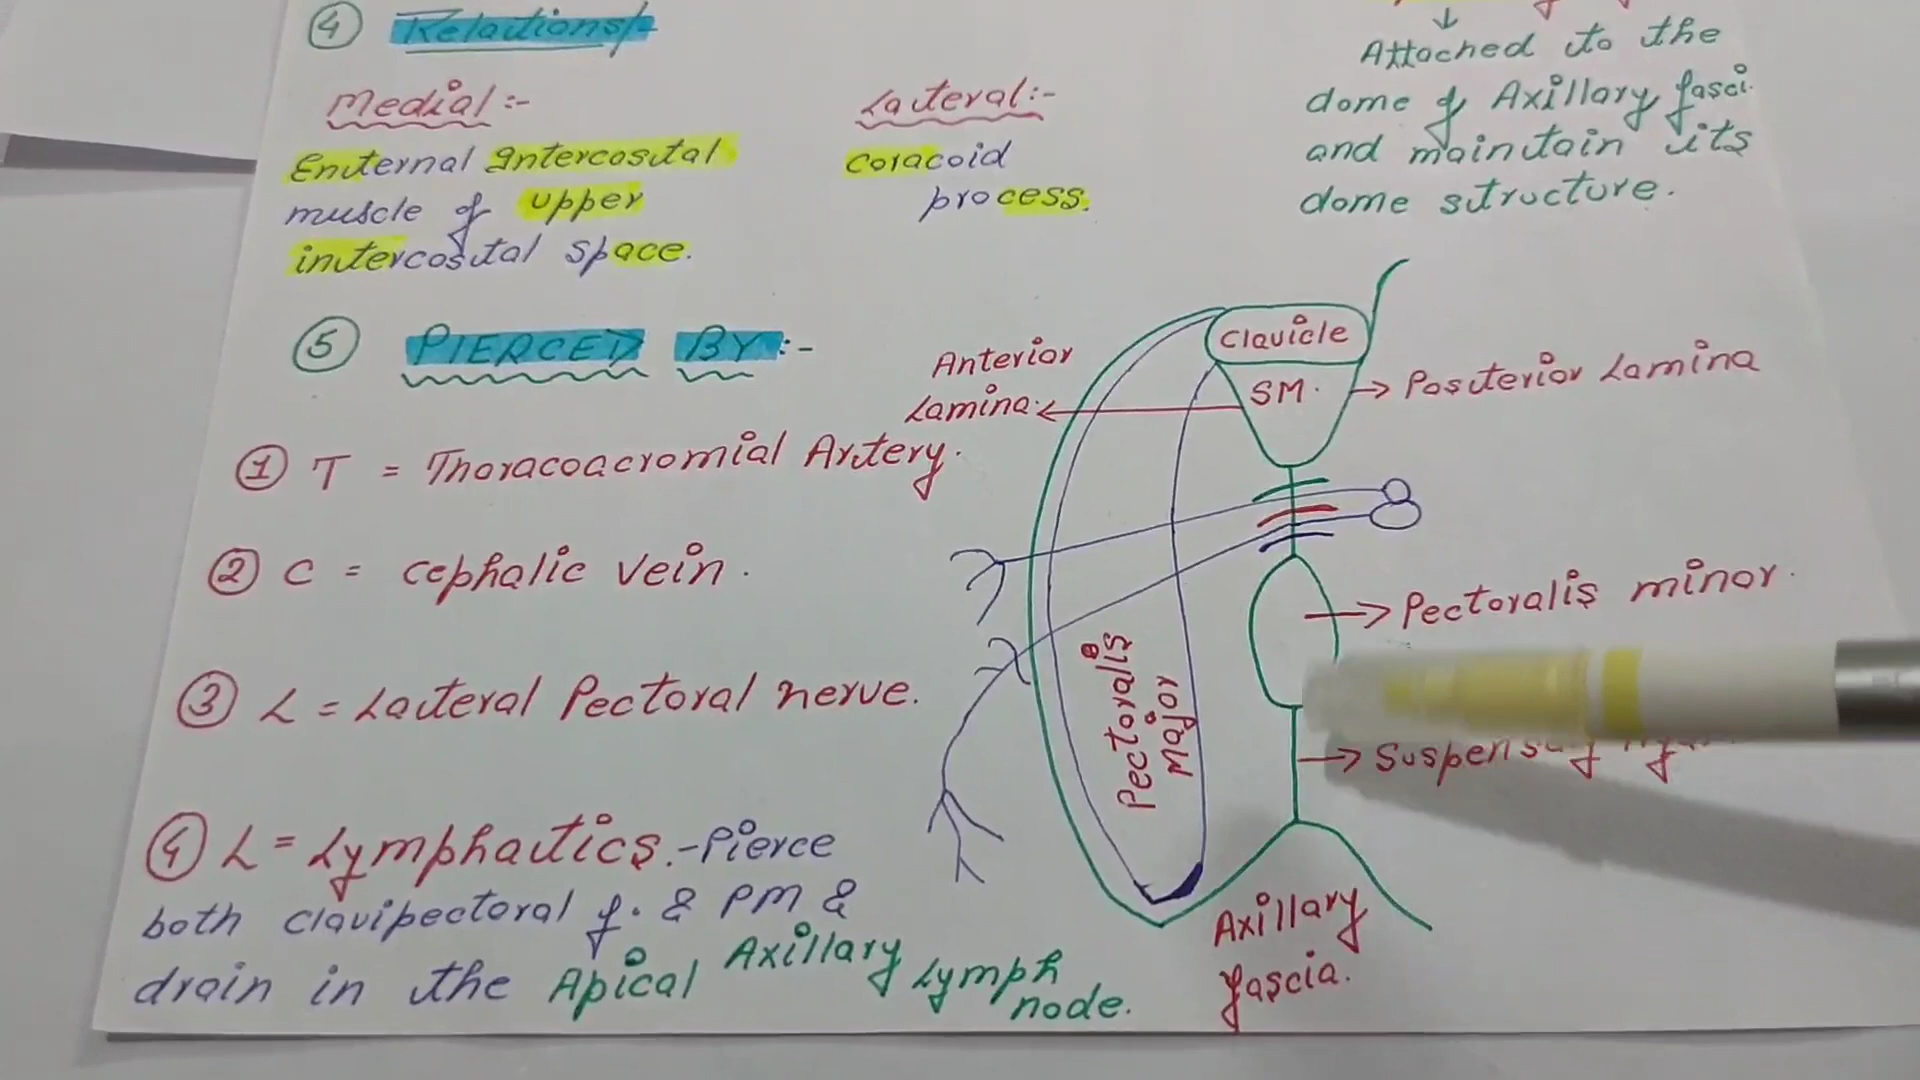 ④ Relations:-
Medial:-
External Intercostal
muscle of upper
intercostal space.
Lateral:-
coracoid
process.
Attached to the
dome of Axillary fasci
and maintain its
dome structure.
⑤ PIERCED BY:-
① T = Thoracoacromial Artery.
② C = cephalic vein.
③ L = Lateral Pectoral nerve.
④ L = Lymphactics.-Pierce
both clavipectoral f. & PM &
drain in the Apical Axillary Lymph
node.
Clavicle
SM.
Anterior
Lamina.
Posterior Lamina
Pectoralis minor.
Pectoralis
Major
Axillary
fascia.